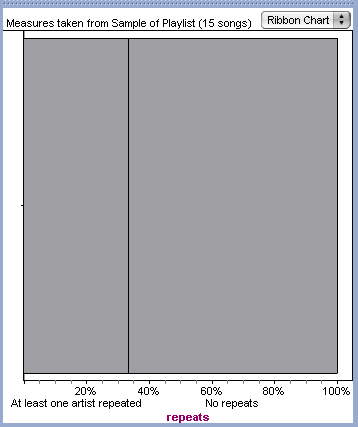 Measures taken from Sample of Playlist (15 songs) Ribbon Chart
20% 40% 60% 80% 100%
At least one artist repeated No repeats
repeats